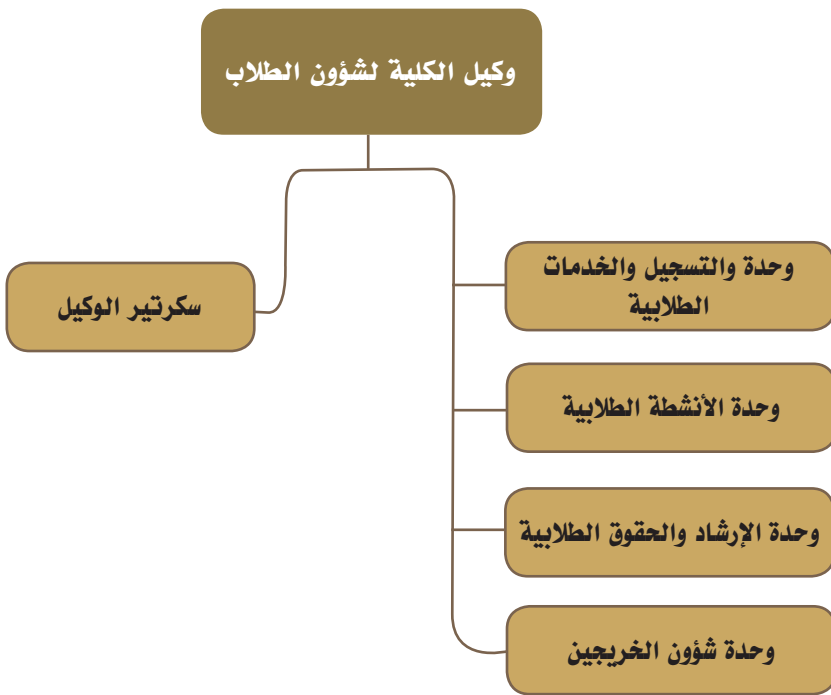 وكيل الكلية لشؤون الطلاب
وحدة والتسجيل والخدمات
الطلابية
سكرتير الوكيل
وحدة الأنشطة الطلابية
وحدة الإرشاد والحقوق الطلابية
وحدة شؤون الخريجين